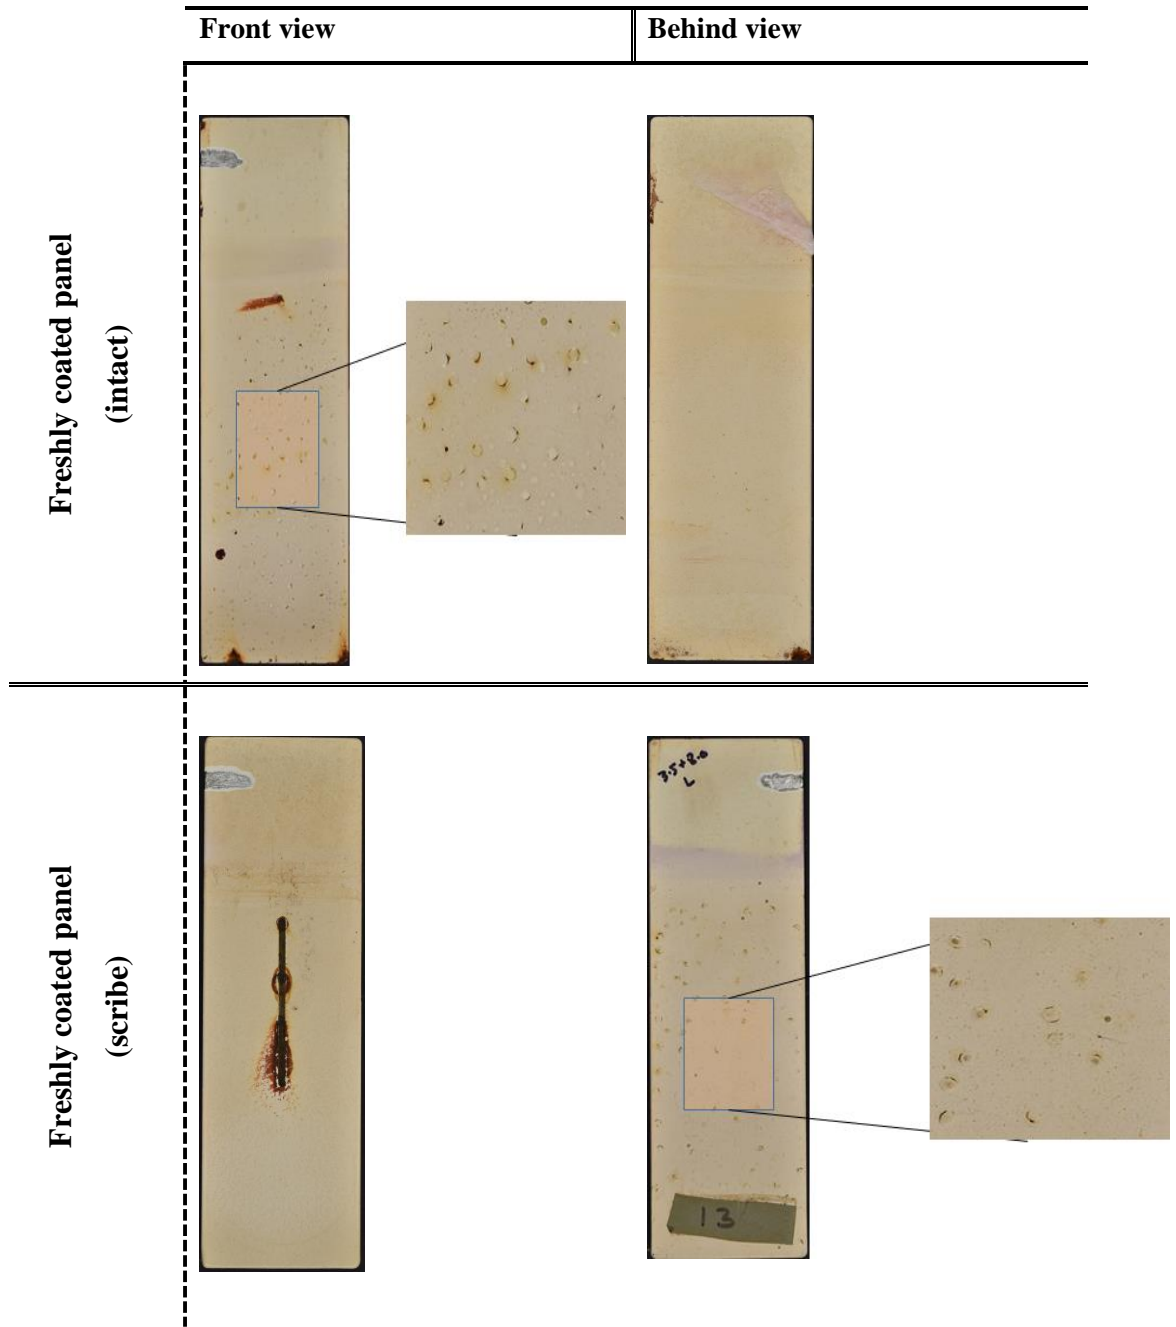 Front view
Behind view
Freshly coated panel
(intact)
Freshly coated panel
(scribe)
3.5+8.0
L
13